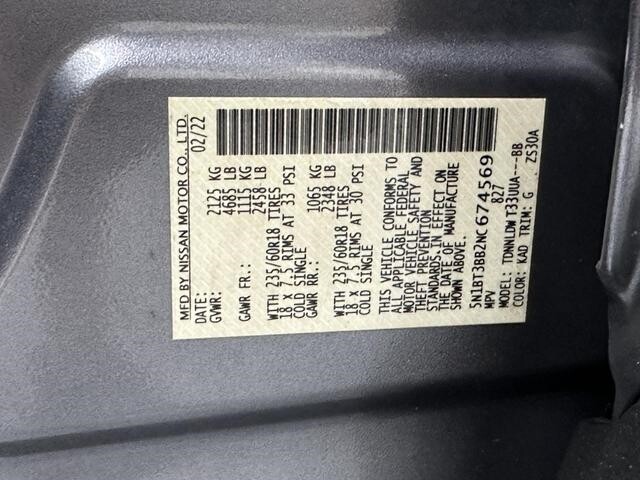 MFD BY NISSAN MOTOR CO.,LTD.
DATE: 02/22
GVWR: 2125 KG
4685 LB
GAWR FR.: 1115 KG
2458 LB
WITH 235/60R18 TIRES
18 X 7.5 RIMS AT 33 PSI
COLD SINGLE
GAWR RR.: 1065 KG
2348 LB
WITH 235/60R18 TIRES
18 X 7.5 RIMS AT 30 PSI
COLD SINGLE
THIS VEHICLE CONFORMS TO
ALL APPLICABLE FEDERAL
MOTOR VEHICLE SAFETY AND
THEFT PREVENTION
STANDARDS IN EFFECT ON
THE DATE OF MANUFACTURE
SHOWN ABOVE
5N1BT3BB2NC674569
MPV 827
MODEL: TDWNLDW T33UUA---BB
COLOR: KAD TRIM: G ZS30A